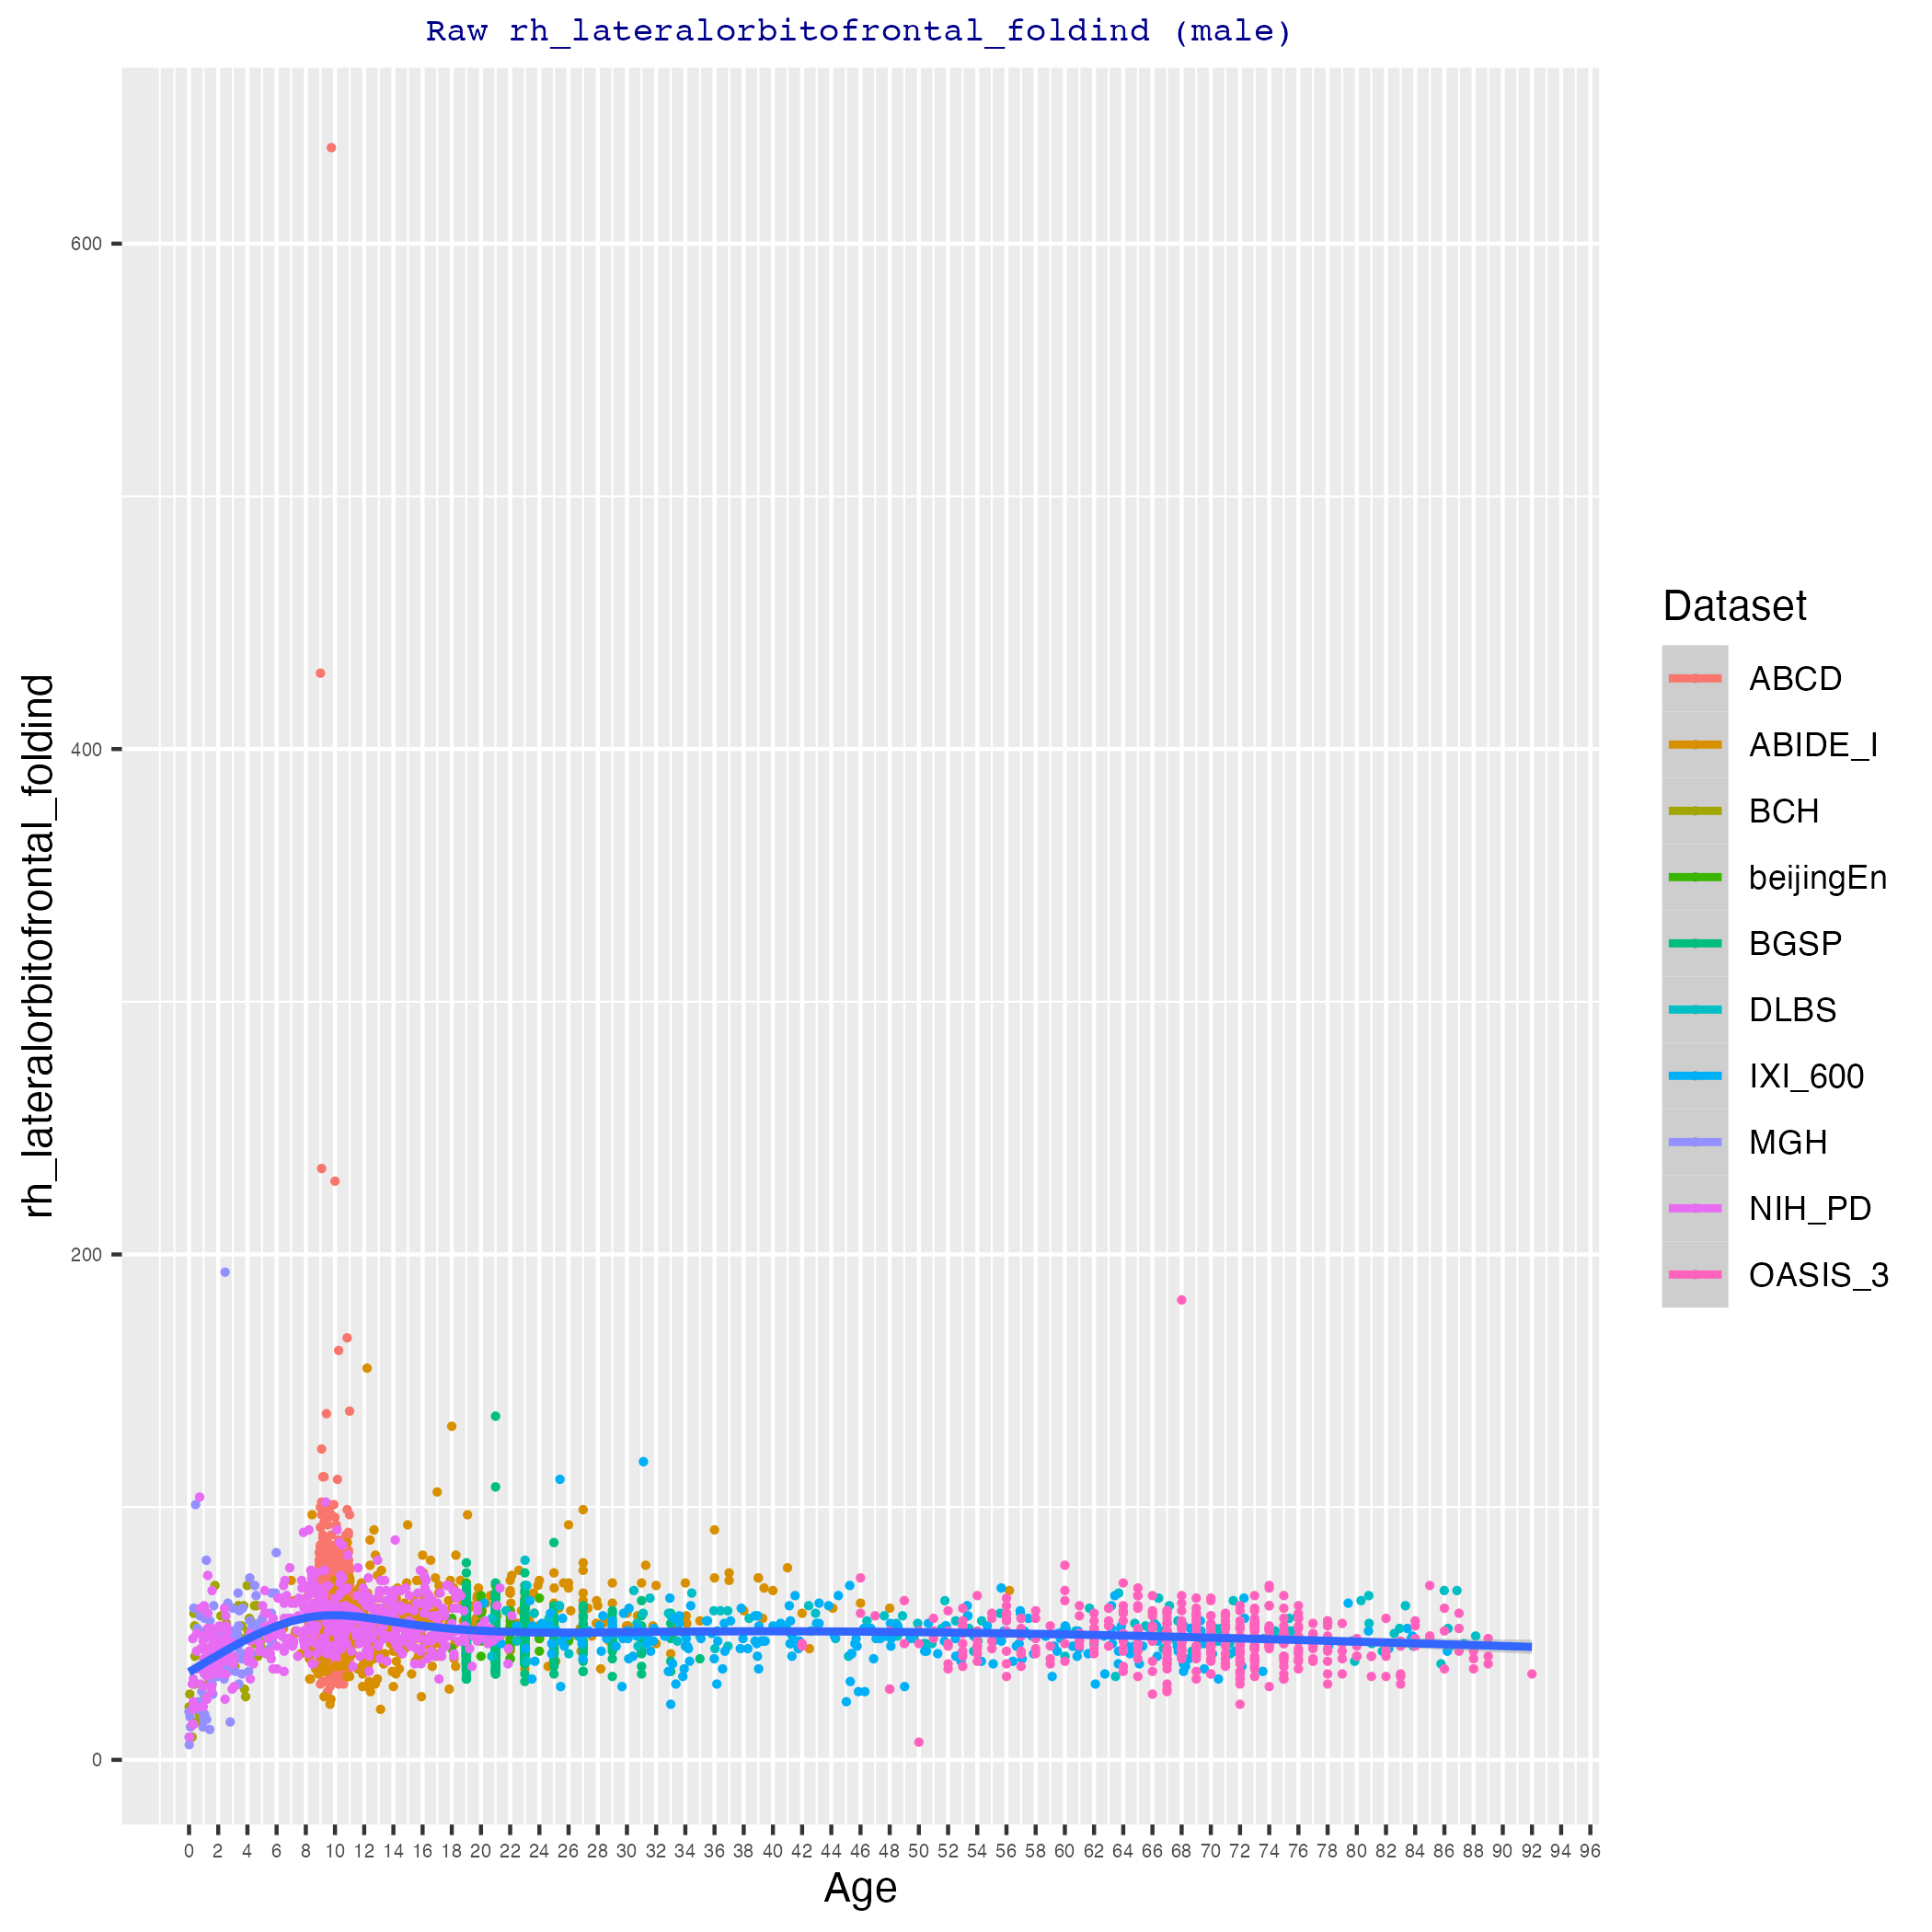 Raw rh_lateralorbitofrontal_foldind (male)
rh_lateralorbitofrontal_foldind
600
400
200
0
0 2 4 6 8 10 12 14 16 18 20 22 24 26 28 30 32 34 36 38 40 42 44 46 48 50 52 54 56 58 60 62 64 66 68 70 72 74 76 78 80 82 84 86 88 90 92 94 96
Age
Dataset
ABCD
ABIDE_I
BCH
beijingEn
BGSP
DLBS
IXI_600
MGH
NIH_PD
OASIS_3